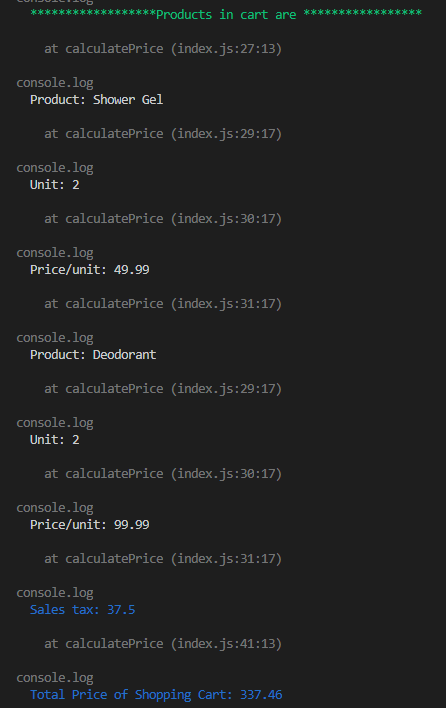 console.log
******************Products in cart are *****************
at calculatePrice (index.js:27:13)
console.log
Product: Shower Gel
at calculatePrice (index.js:29:17)
console.log
Unit: 2
at calculatePrice (index.js:30:17)
console.log
Price/unit: 49.99
at calculatePrice (index.js:31:17)
console.log
Product: Deodorant
at calculatePrice (index.js:29:17)
console.log
Unit: 2
at calculatePrice (index.js:30:17)
console.log
Price/unit: 99.99
at calculatePrice (index.js:31:17)
console.log
Sales tax: 37.5
at calculatePrice (index.js:41:13)
console.log
Total Price of Shopping Cart: 337.46